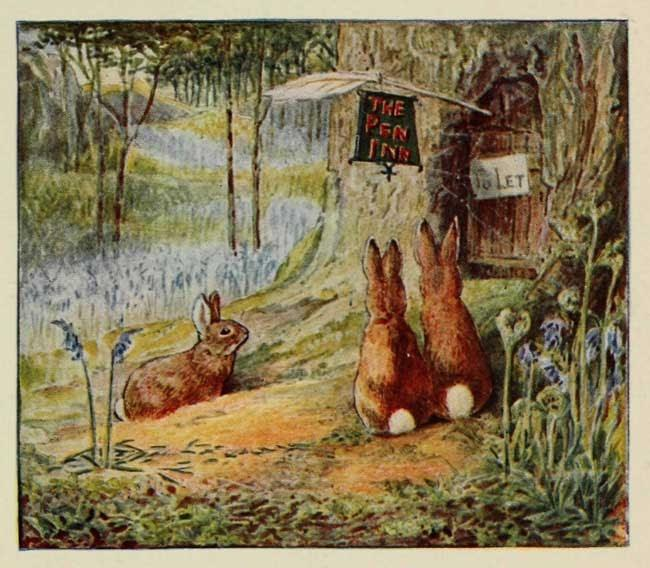 THE
PEN
INN
TO LET